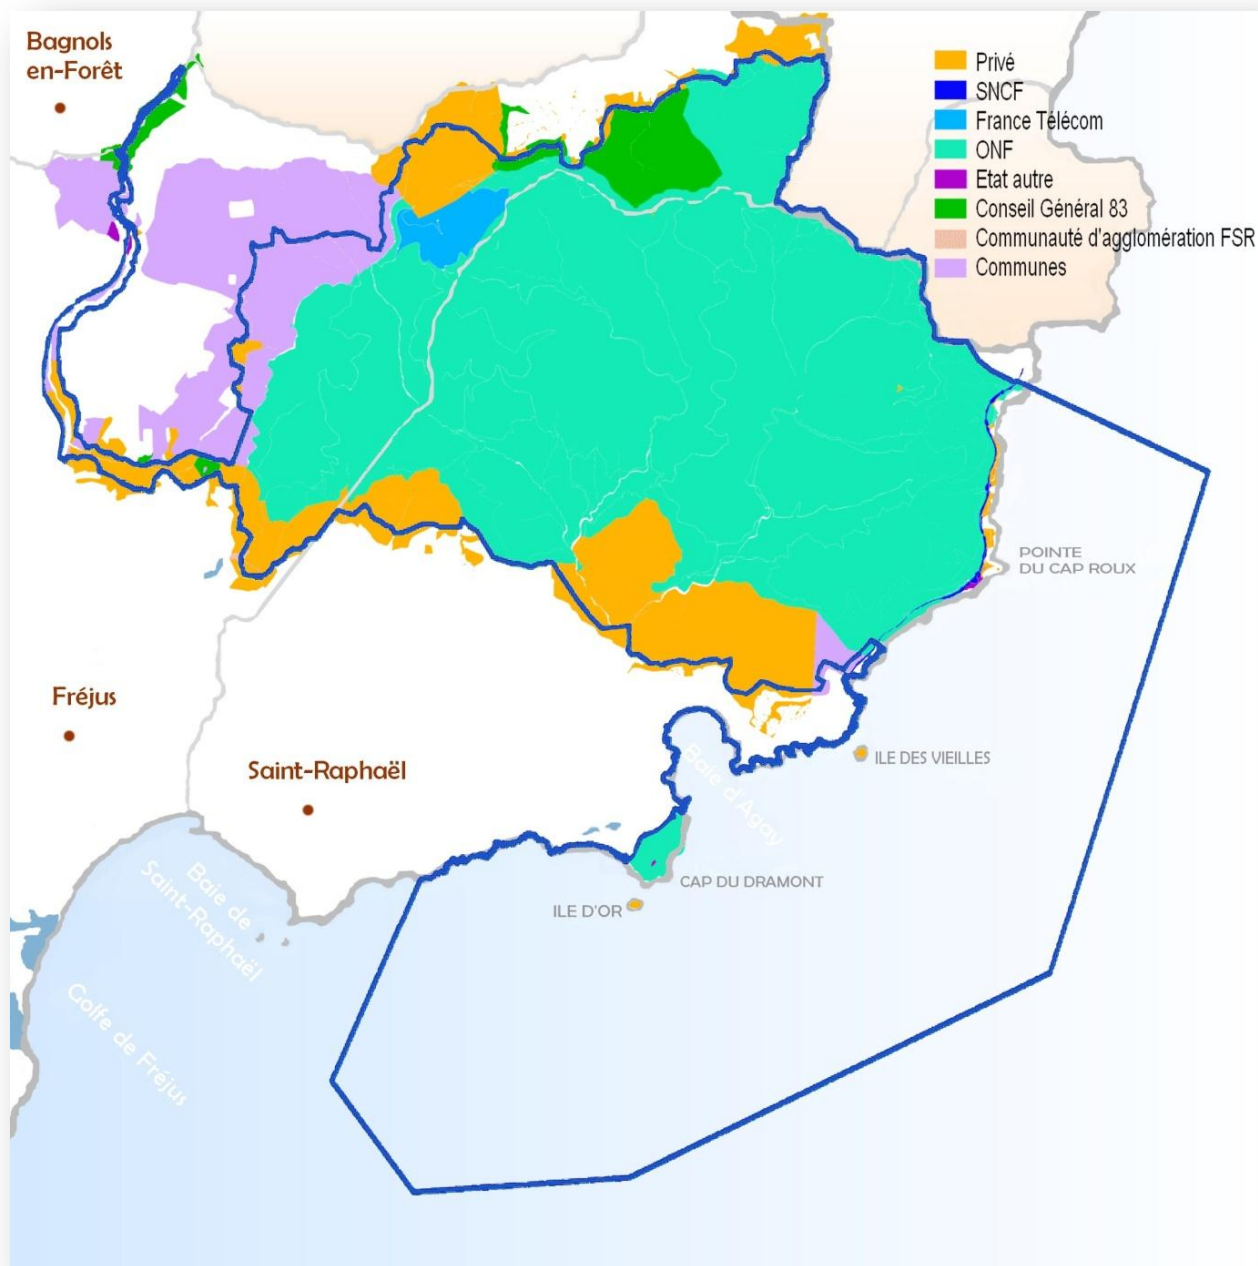 Bagnols
en-Forêt
Privé
SNCF
France Télécom
ONF
Etat autre
Conseil Général 83
Communauté d'agglomération FSR
Communes
POINTE
DU CAP ROUX
Fréjus
Saint-Raphaël
ILE DES VIEILLES
Baie d'Agay
CAP DU DRAMONT
ILE D'OR
Baie de
Saint-Raphaël
Golfe de Fréjus